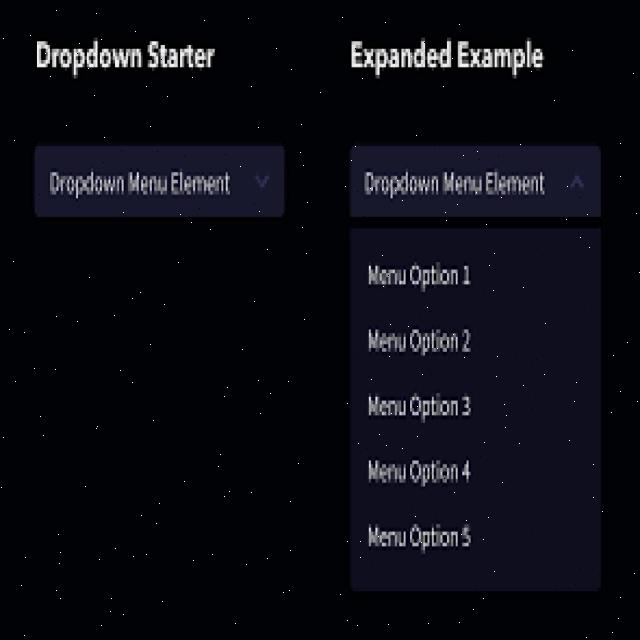 Dropdown Starter
Dropdown Menu Element
Expanded Example
Dropdown Menu Element
Menu Option 1
Menu Option 2
Menu Option 3
Menu Option 4
Menu Option 5